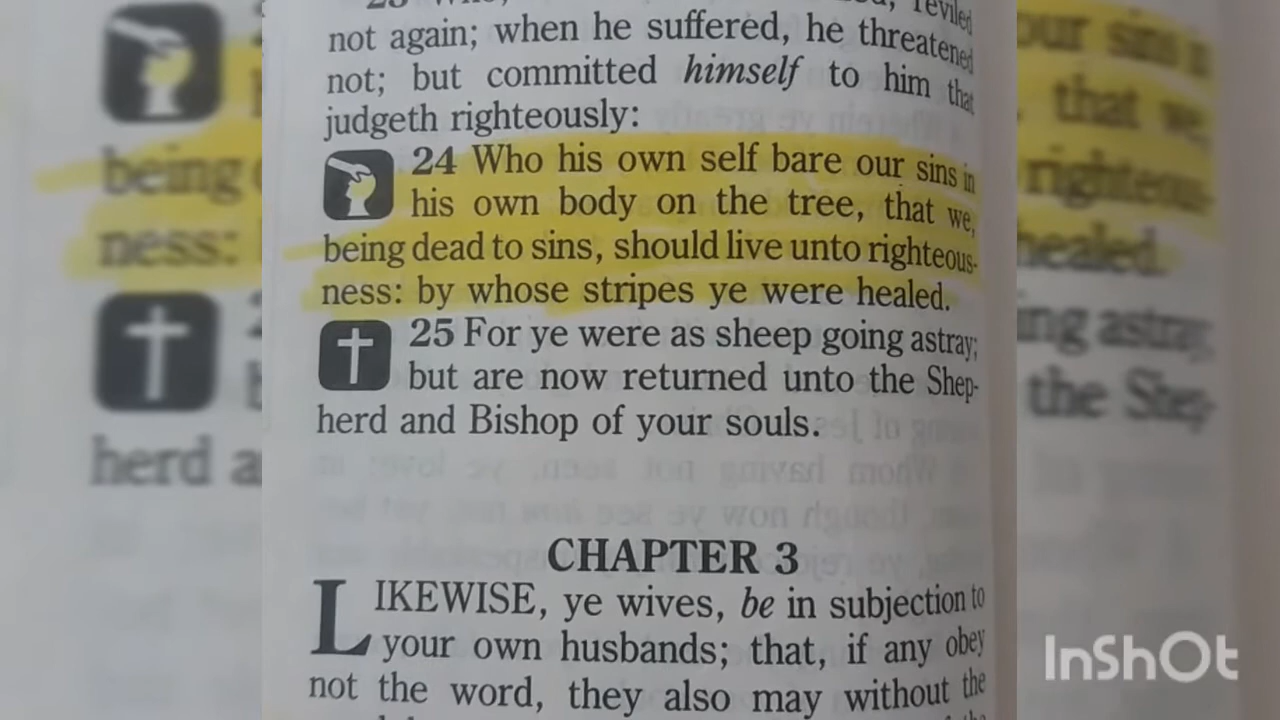 not again; when he suffered, he threatened
not; but committed himself to him that
judgeth righteously:
24 Who his own self bare our sins in
his own body on the tree, that we,
being dead to sins, should live unto righteous-
ness: by whose stripes ye were healed.
25 For ye were as sheep going astray;
but are now returned unto the Shep-
herd and Bishop of your souls.
CHAPTER 3
LIKEWISE, ye wives, be in subjection to
your own husbands; that, if any obey
not the word, they also may without the
InShOt